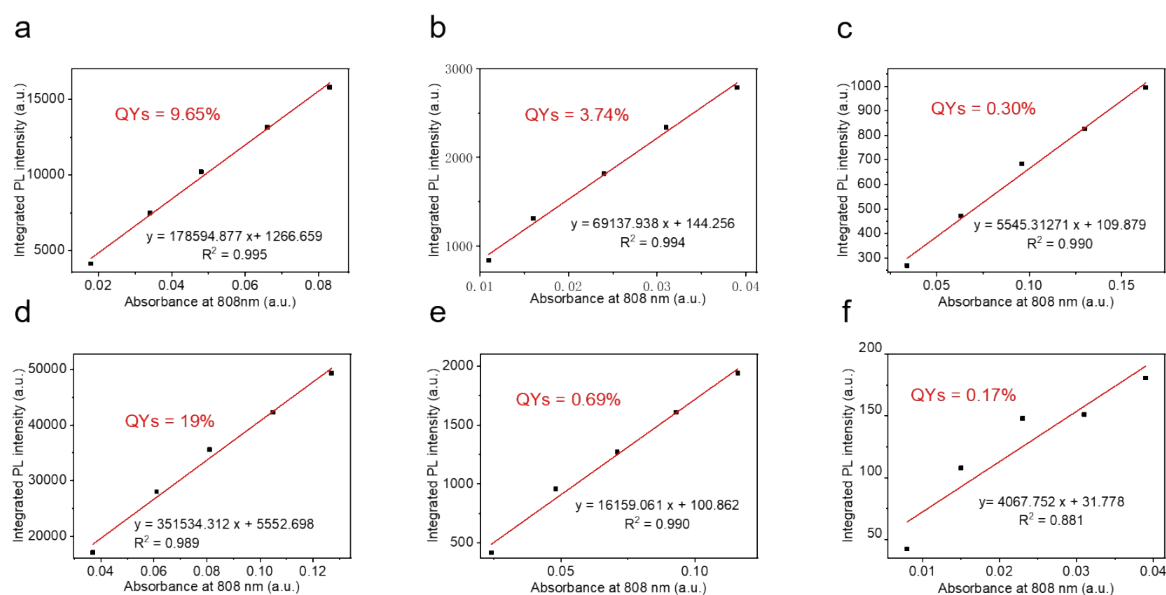 a
Integrated PL intensity (a.u.)
15000
10000
5000
QYs = 9.65%
y = 178594.877 x+ 1266.659
R² = 0.995
0.02 0.04 0.06 0.08
Absorbance at 808nm (a.u.)
b
Integrated PL intensity (a.u.)
3000
2000
1000
QYs = 3.74%
y = 69137.938 x + 144.256
R² = 0.994
0.01 0.02 0.03 0.04
Absorbance at 808 nm (a.u.)
c
Integrated PL intensity (a.u.)
1000
900
800
700
600
500
400
300
QYs = 0.30%
y = 5545.31271 x + 109.879
R² = 0.990
0.05 0.10 0.15
Absorbance at 808 nm (a.u.)
d
Integrated PL intensity (a.u.)
50000
40000
30000
20000
QYs = 19%
y = 351534.312 x + 5552.698
R² = 0.989
0.04 0.06 0.08 0.10 0.12
Absorbance at 808 nm (a.u.)
e
Integrated PL intensity (a.u.)
2000
1500
1000
500
QYs = 0.69%
y = 16159.061 x + 100.862
R² = 0.990
0.05 0.10
Absorbance at 808 nm (a.u.)
f
Integrated PL intensity (a.u.)
200
150
100
50
QYs = 0.17%
y= 4067.752 x + 31.778
R² = 0.881
0.01 0.02 0.03 0.04
Absorbance at 808 nm (a.u.)